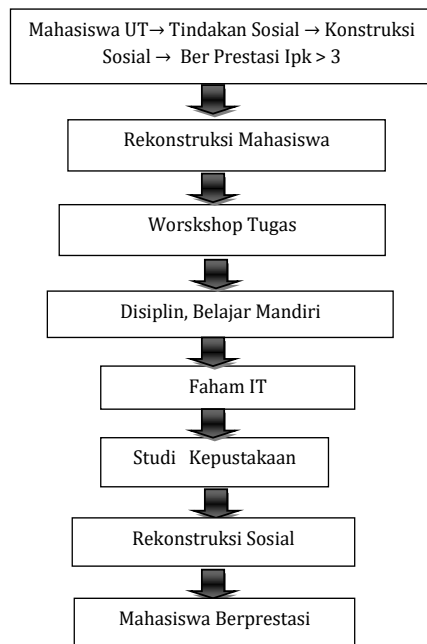 Mahasiswa UT→ Tindakan Sosial → Konstruksi
Sosial → Ber Prestasi Ipk > 3
Rekonstruksi Mahasiswa
Worskshop Tugas
Disiplin, Belajar Mandiri
Faham IT
Studi Kepustakaan
Rekonstruksi Sosial
Mahasiswa Berprestasi